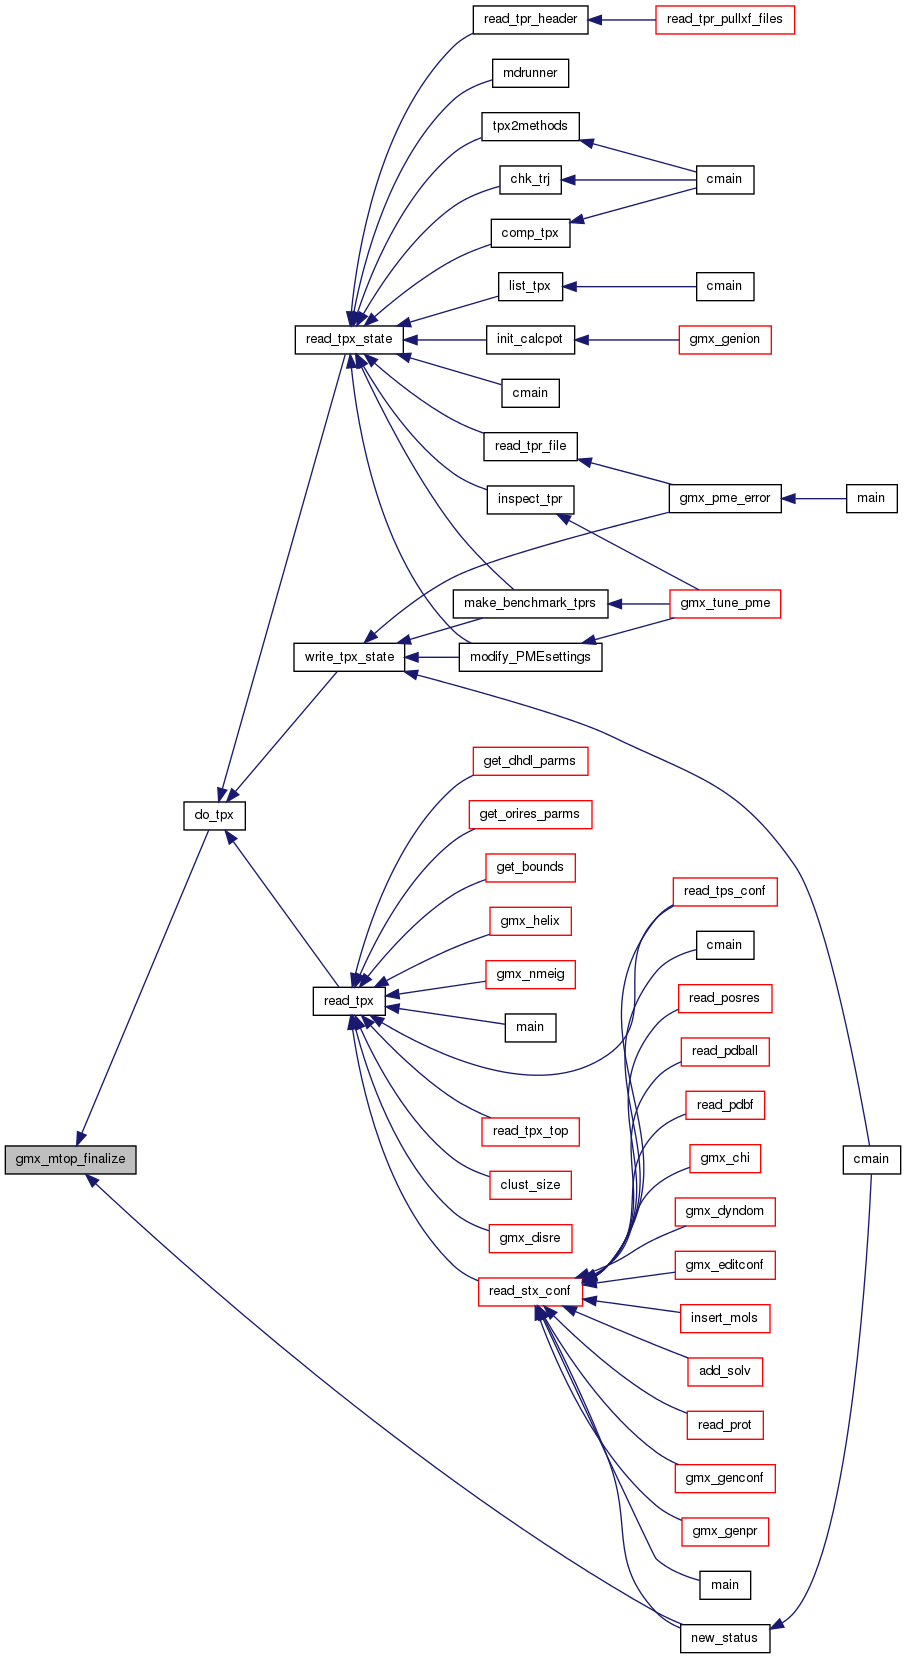 read_tpr_header
read_tpr_pullxf_files
mdrunner
tpx2methods
chk_trj
cmain
comp_tpx
list_tpx
cmain
read_tpx_state
init_calcpot
gmx_genion
cmain
read_tpr_file
inspect_tpr
gmx_pme_error
main
make_benchmark_tprs
gmx_tune_pme
write_tpx_state
modify_PMEsettings
get_dhdl_parms
do_tpx
get_orires_parms
get_bounds
read_tps_conf
gmx_helix
cmain
gmx_nmeig
read_posres
read_tpx
main
read_pdball
read_pdbf
read_tpx_top
gmx_mtop_finalize
gmx_chi
cmain
clust_size
gmx_dyndom
gmx_disre
gmx_editconf
read_stx_conf
insert_mols
add_solv
read_prot
gmx_genconf
gmx_genpr
main
new_status